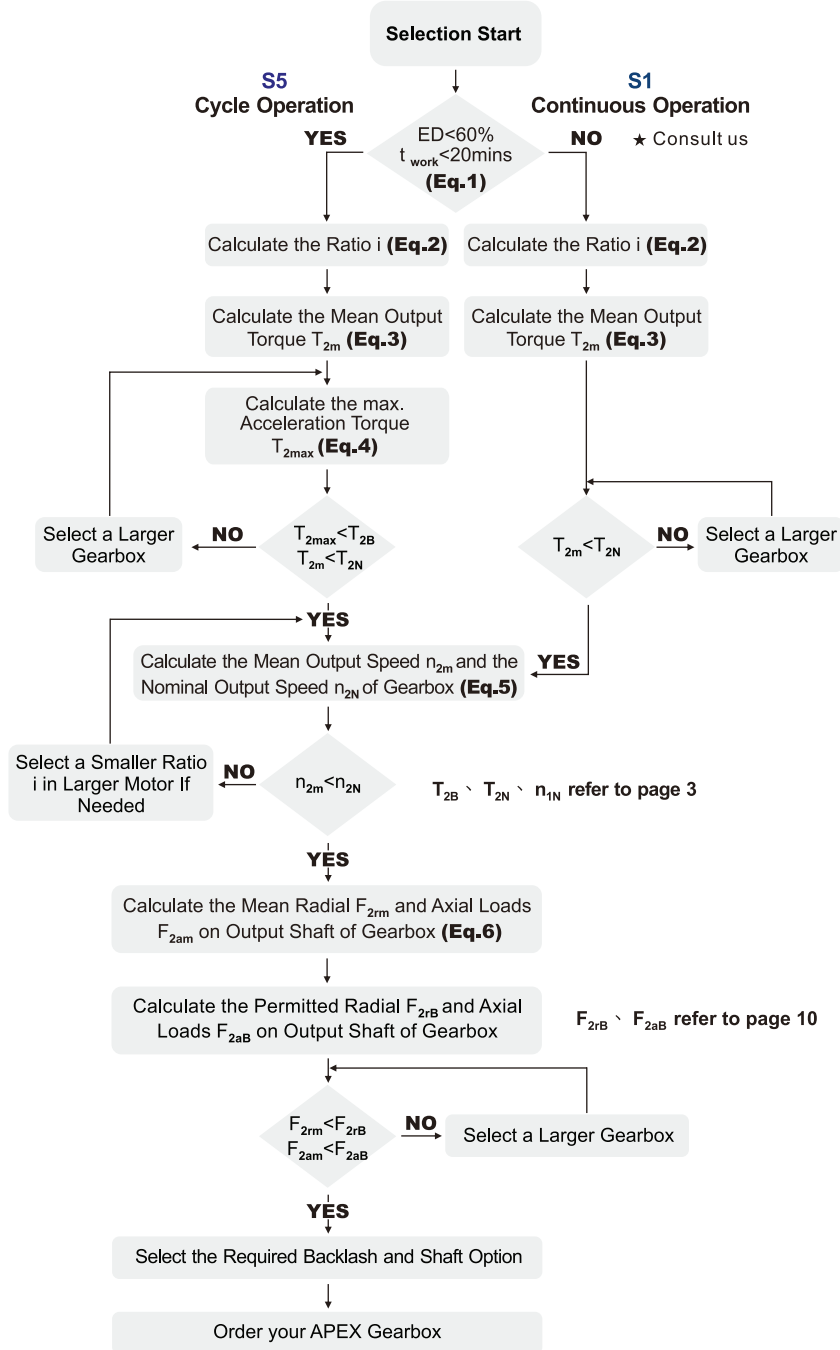 Selection Start
S5
Cycle Operation
S1
Continuous Operation
YES
ED<60%
t work<20mins
(Eq.1)
NO
★ Consult us
Calculate the Ratio i (Eq.2)
Calculate the Ratio i (Eq.2)
Calculate the Mean Output
Torque T2m (Eq.3)
Calculate the Mean Output
Torque T2m (Eq.3)
Calculate the max.
Acceleration Torque
T2max (Eq.4)
Select a Larger
Gearbox
NO
T2max<T2B
T2m<T2N
T2m<T2N
NO
Select a Larger
Gearbox
YES
Calculate the Mean Output Speed n2m and the
Nominal Output Speed n2N of Gearbox (Eq.5)
YES
Select a Smaller Ratio
i in Larger Motor If
Needed
NO
n2m<n2N
T2B、T2N、n1N refer to page 3
YES
Calculate the Mean Radial F2rm and Axial Loads
F2am on Output Shaft of Gearbox (Eq.6)
Calculate the Permitted Radial F2rB and Axial
Loads F2aB on Output Shaft of Gearbox
F2rB、F2aB refer to page 10
F2rm<F2rB
F2am<F2aB
NO
Select a Larger Gearbox
YES
Select the Required Backlash and Shaft Option
Order your APEX Gearbox